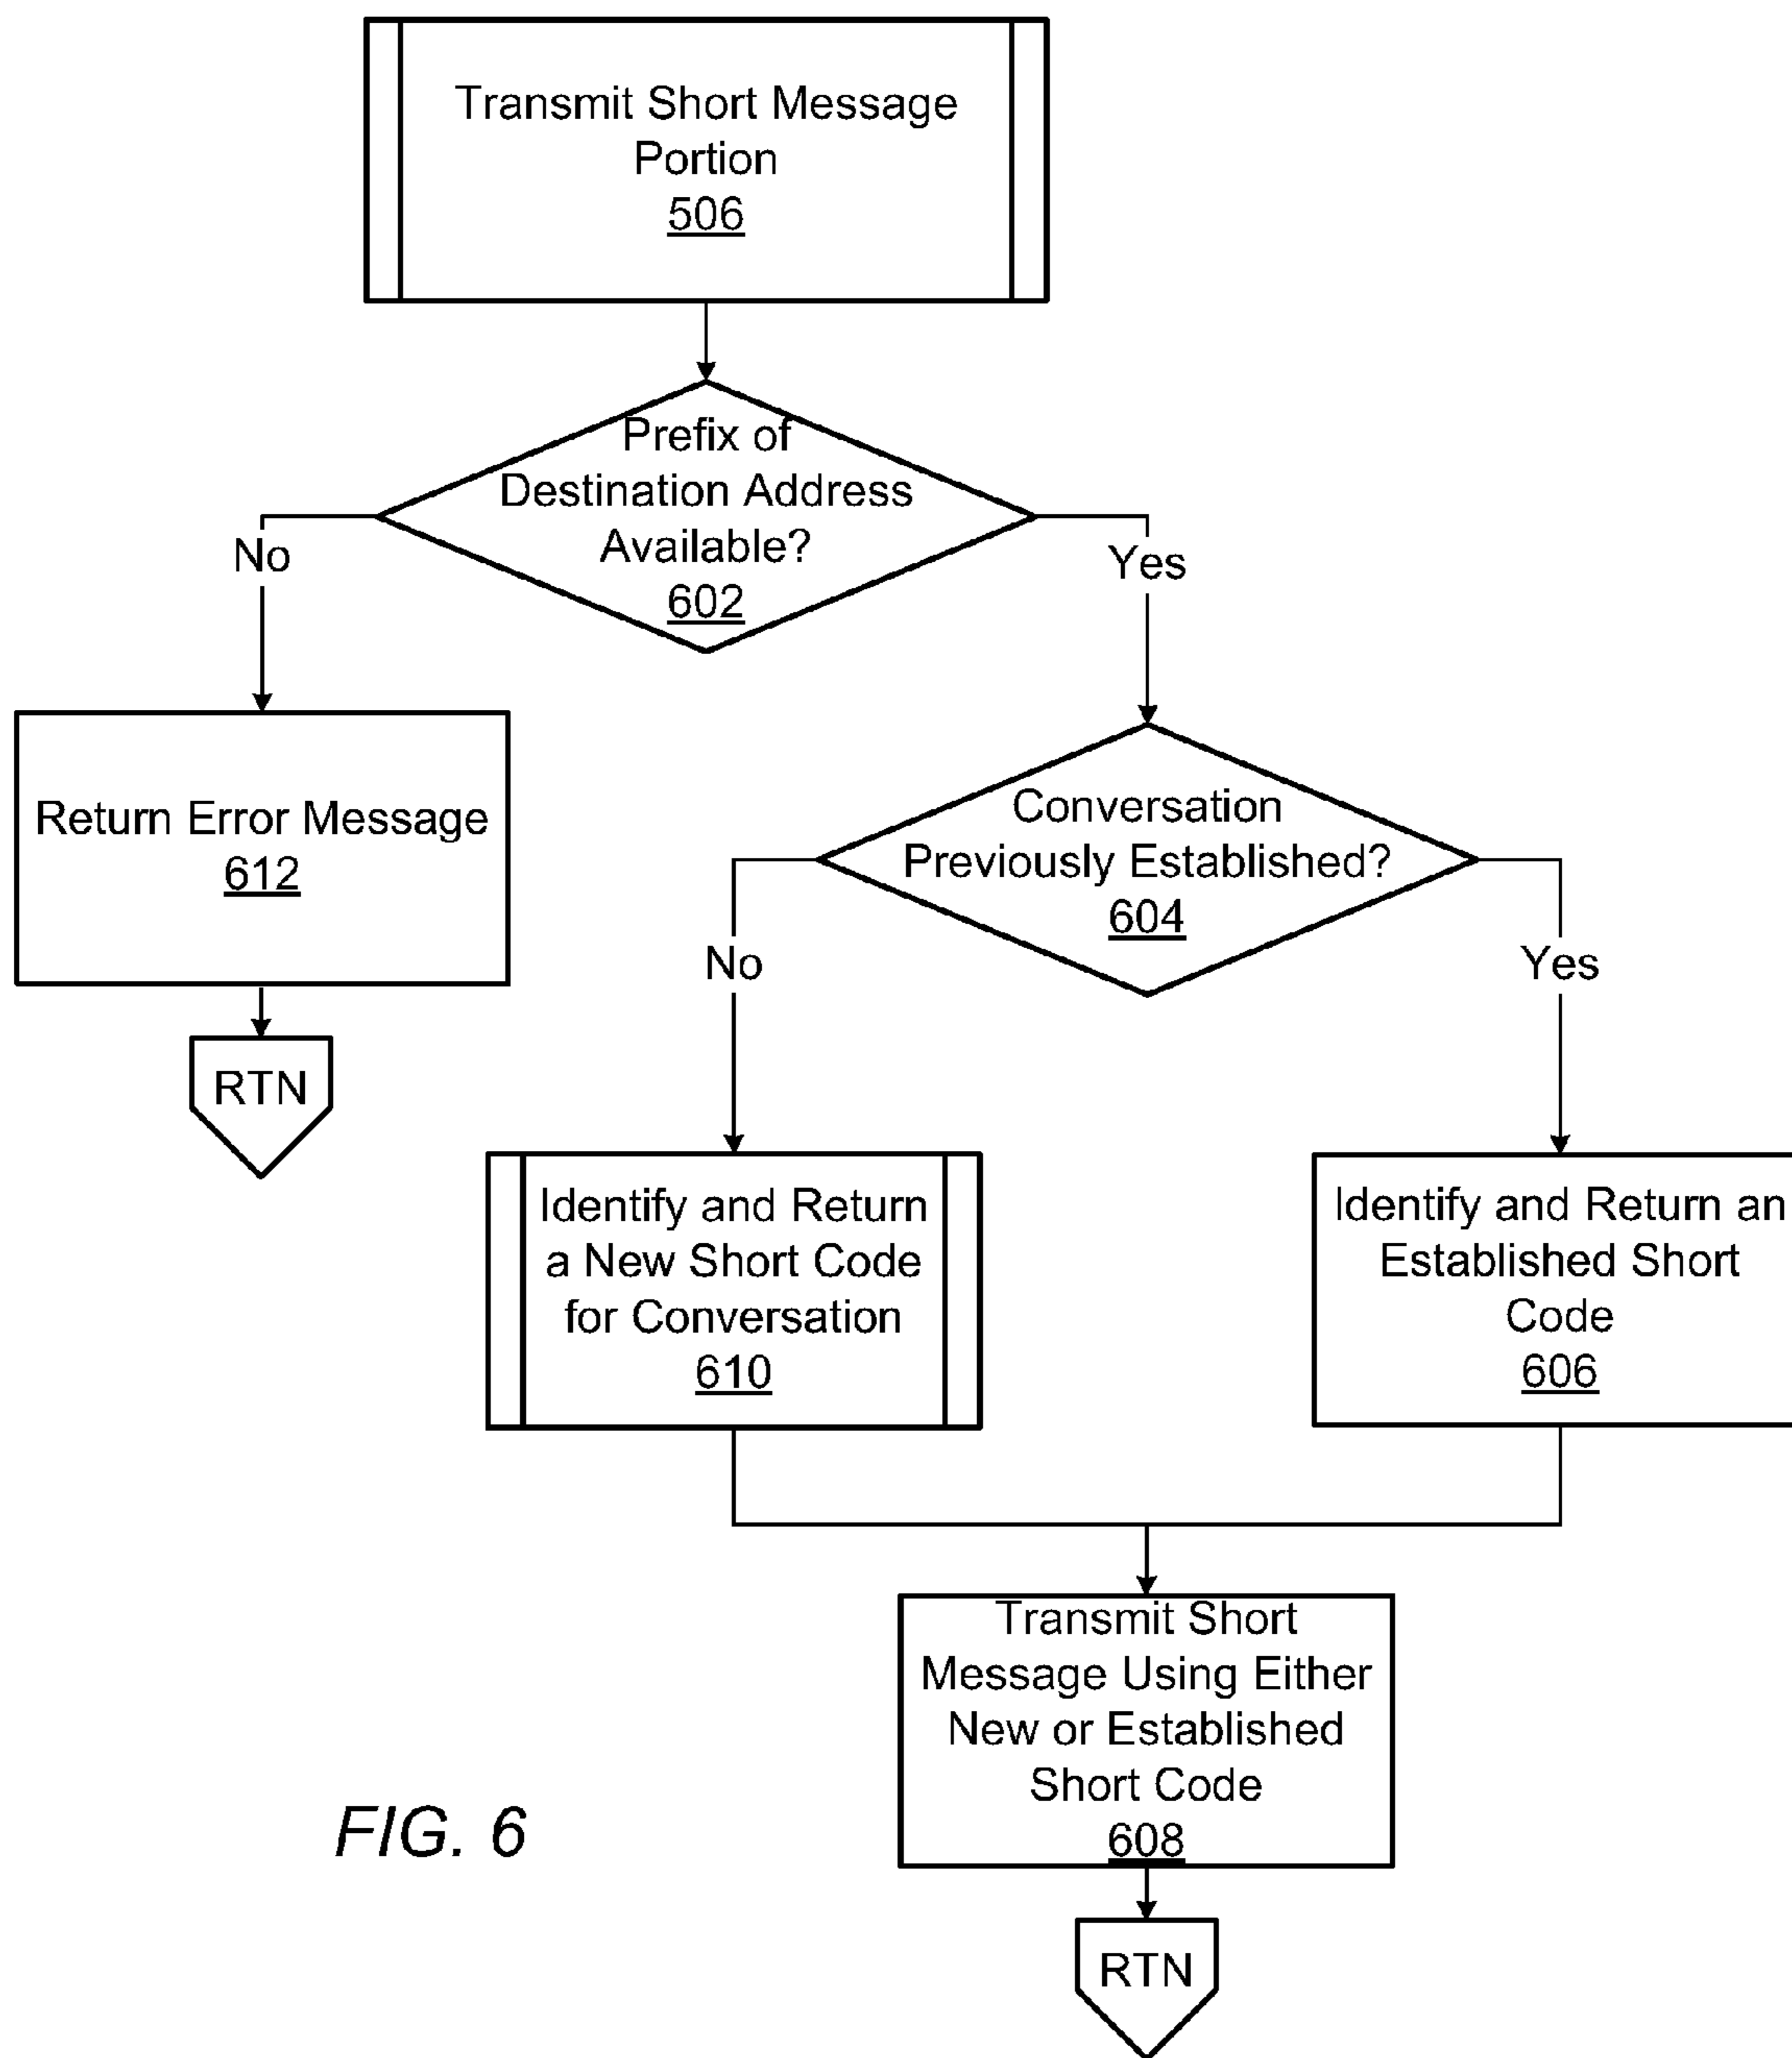 Transmit Short Message
Portion
506
Prefix of
Destination Address
Available?
602
No
Yes
Return Error Message
612
RTN
Conversation
Previously Established?
604
No
Yes
Identify and Return
a New Short Code
for Conversation
610
Identify and Return an
Established Short
Code
606
Transmit Short
Message Using Either
New or Established
Short Code
608
RTN
FIG. 6